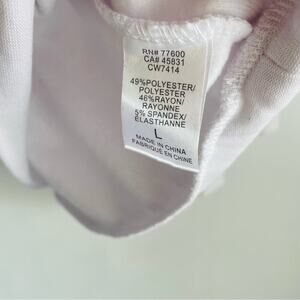 RN# 77600
CA# 45831
CW7414
49%POLYESTER/
POLYESTER
46%RAYON/
RAYONNE
5% SPANDEX/
ÉLASTHANNE
L
MADE IN CHINA
FABRIQUÉ EN CHINE